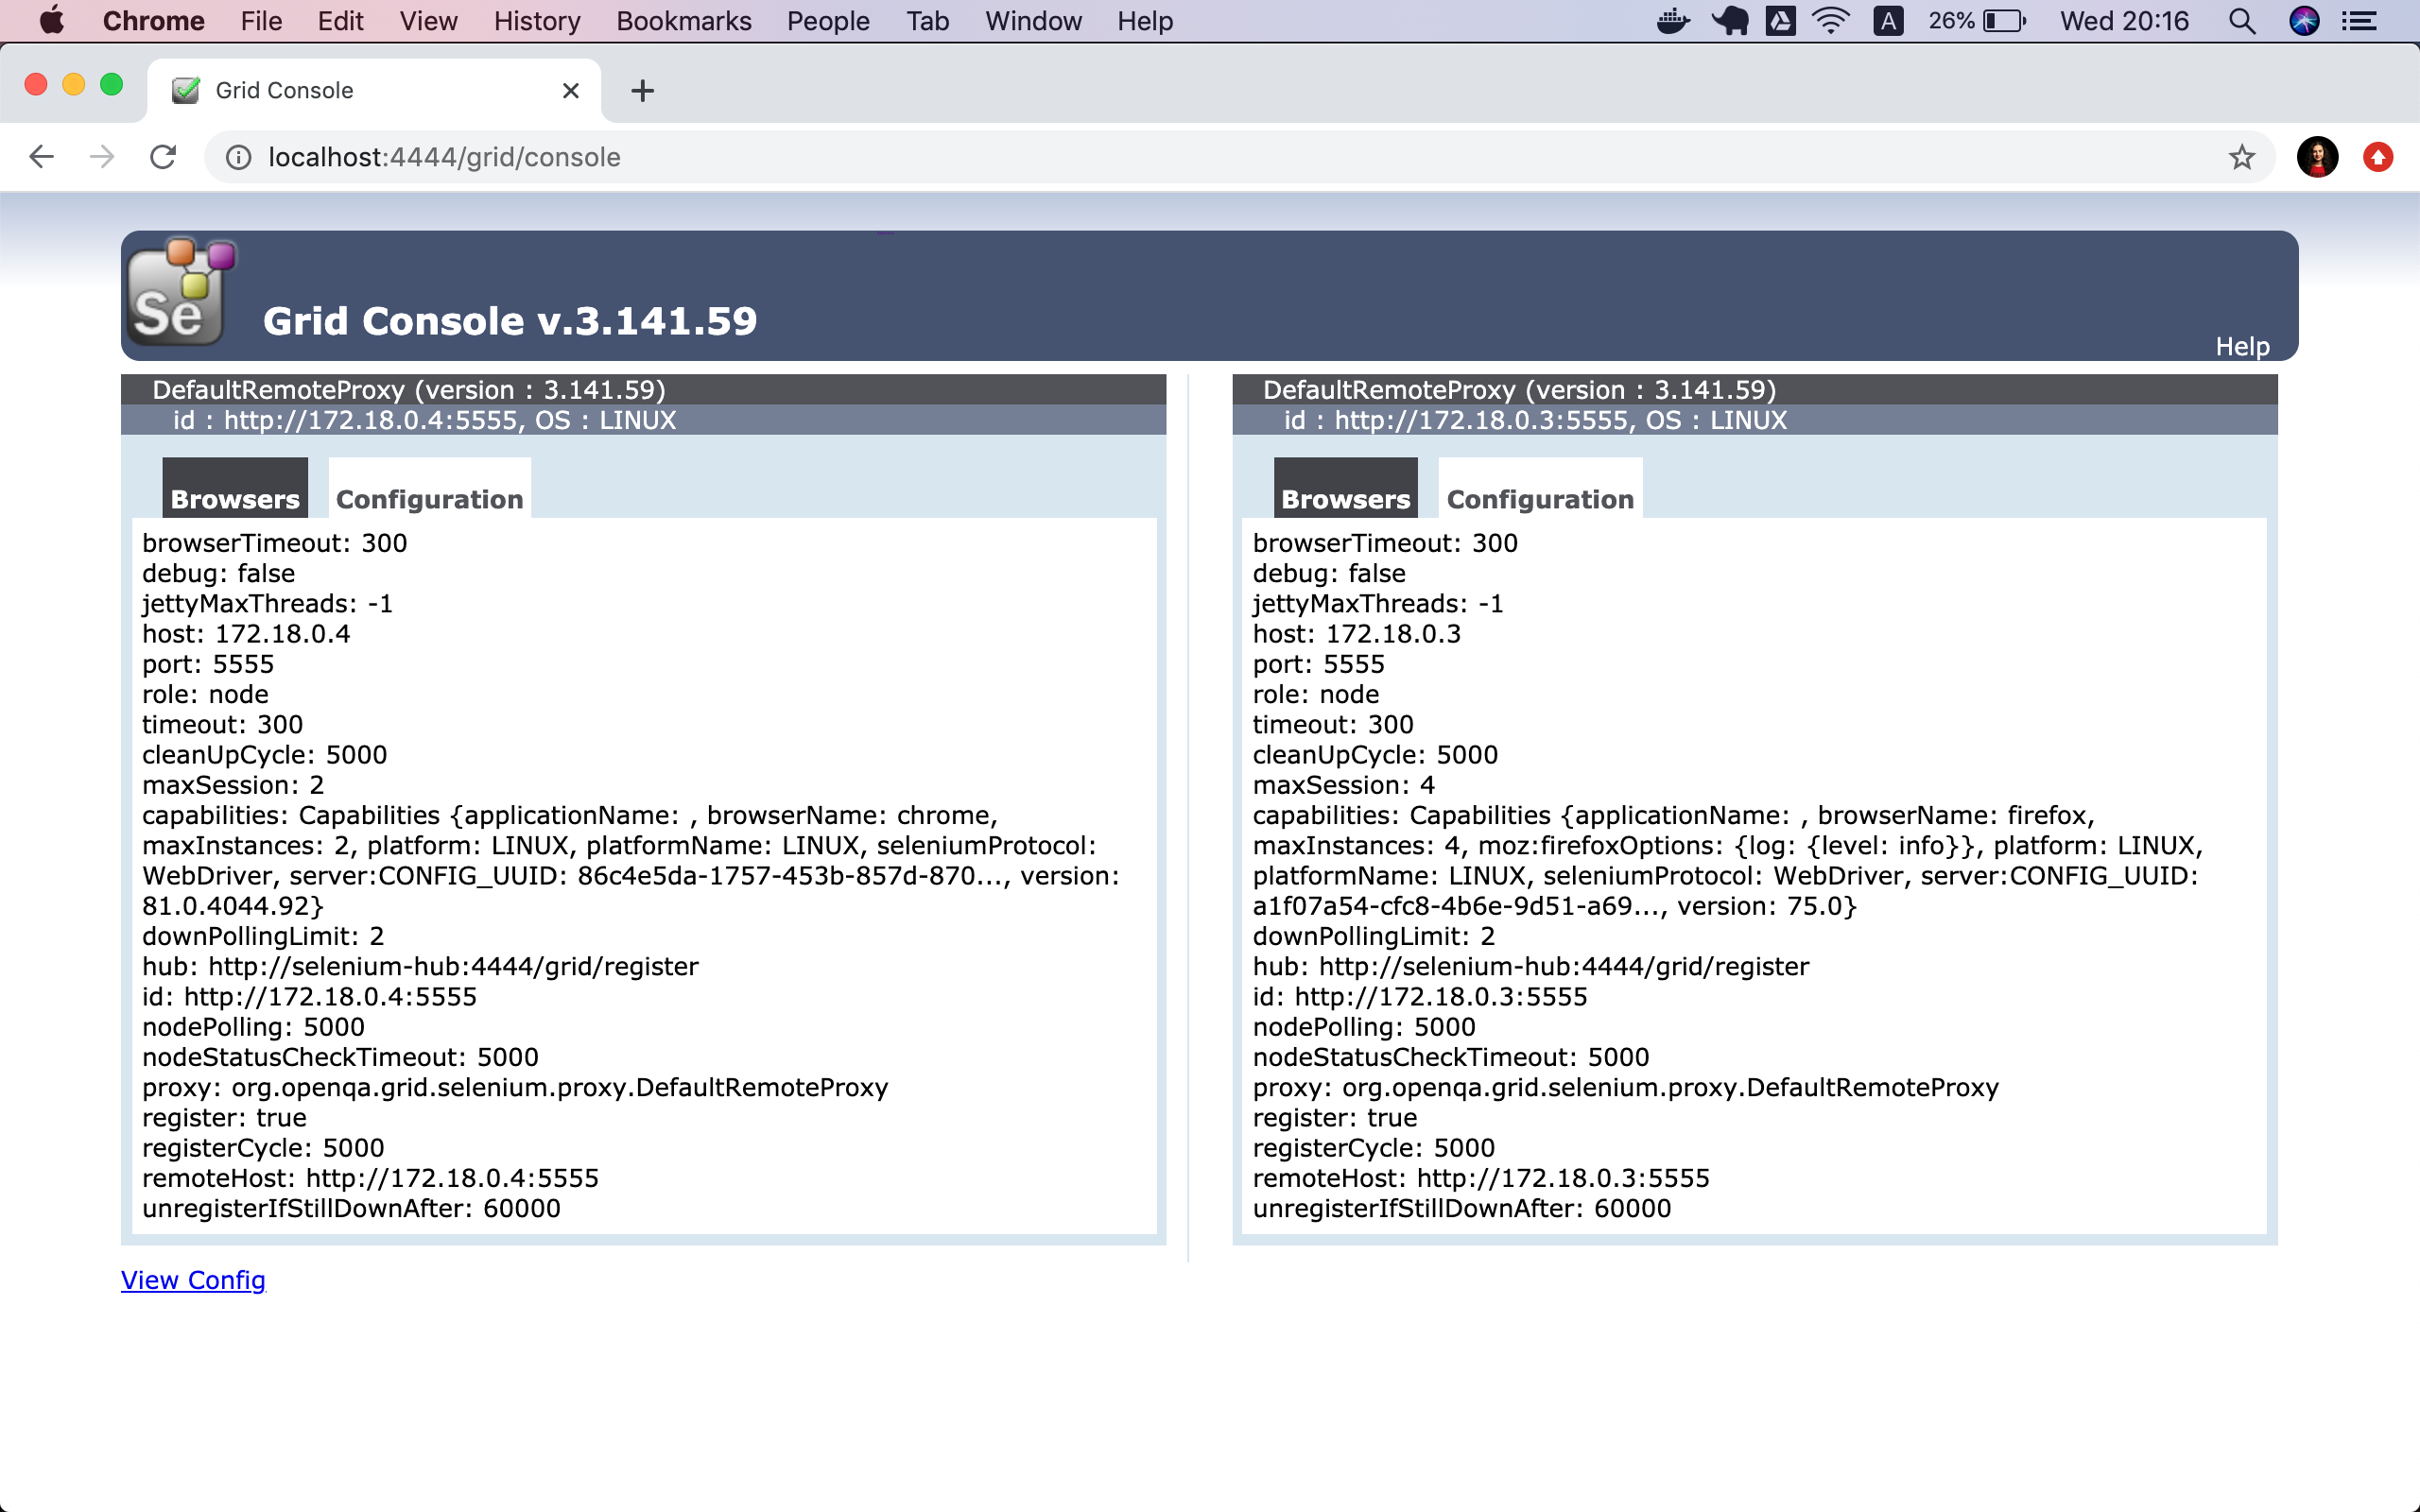 Chrome File Edit View History Bookmarks People Tab Window Help A 26% Wed 20:16
Grid Console
localhost:4444/grid/console
Se
Grid Console v.3.141.59
Help
DefaultRemoteProxy (version : 3.141.59)
id : http://172.18.0.4:5555, OS : LINUX
Browsers Configuration
browserTimeout: 300
debug: false
jettyMaxThreads: -1
host: 172.18.0.4
port: 5555
role: node
timeout: 300
cleanUpCycle: 5000
maxSession: 2
capabilities: Capabilities {applicationName: , browserName: chrome,
maxInstances: 2, platform: LINUX, platformName: LINUX, seleniumProtocol:
WebDriver, server:CONFIG_UUID: 86c4e5da-1757-453b-857d-870..., version:
81.0.4044.92}
downPollingLimit: 2
hub: http://selenium-hub:4444/grid/register
id: http://172.18.0.4:5555
nodePolling: 5000
nodeStatusCheckTimeout: 5000
proxy: org.openqa.grid.selenium.proxy.DefaultRemoteProxy
register: true
registerCycle: 5000
remoteHost: http://172.18.0.4:5555
unregisterIfStillDownAfter: 60000
DefaultRemoteProxy (version : 3.141.59)
id : http://172.18.0.3:5555, OS : LINUX
Browsers Configuration
browserTimeout: 300
debug: false
jettyMaxThreads: -1
host: 172.18.0.3
port: 5555
role: node
timeout: 300
cleanUpCycle: 5000
maxSession: 4
capabilities: Capabilities {applicationName: , browserName: firefox,
maxInstances: 4, moz:firefoxOptions: {log: {level: info}}, platform: LINUX,
platformName: LINUX, seleniumProtocol: WebDriver, server:CONFIG_UUID:
a1f07a54-cfc8-4b6e-9d51-a69..., version: 75.0}
downPollingLimit: 2
hub: http://selenium-hub:4444/grid/register
id: http://172.18.0.3:5555
nodePolling: 5000
nodeStatusCheckTimeout: 5000
proxy: org.openqa.grid.selenium.proxy.DefaultRemoteProxy
register: true
registerCycle: 5000
remoteHost: http://172.18.0.3:5555
unregisterIfStillDownAfter: 60000
View Config